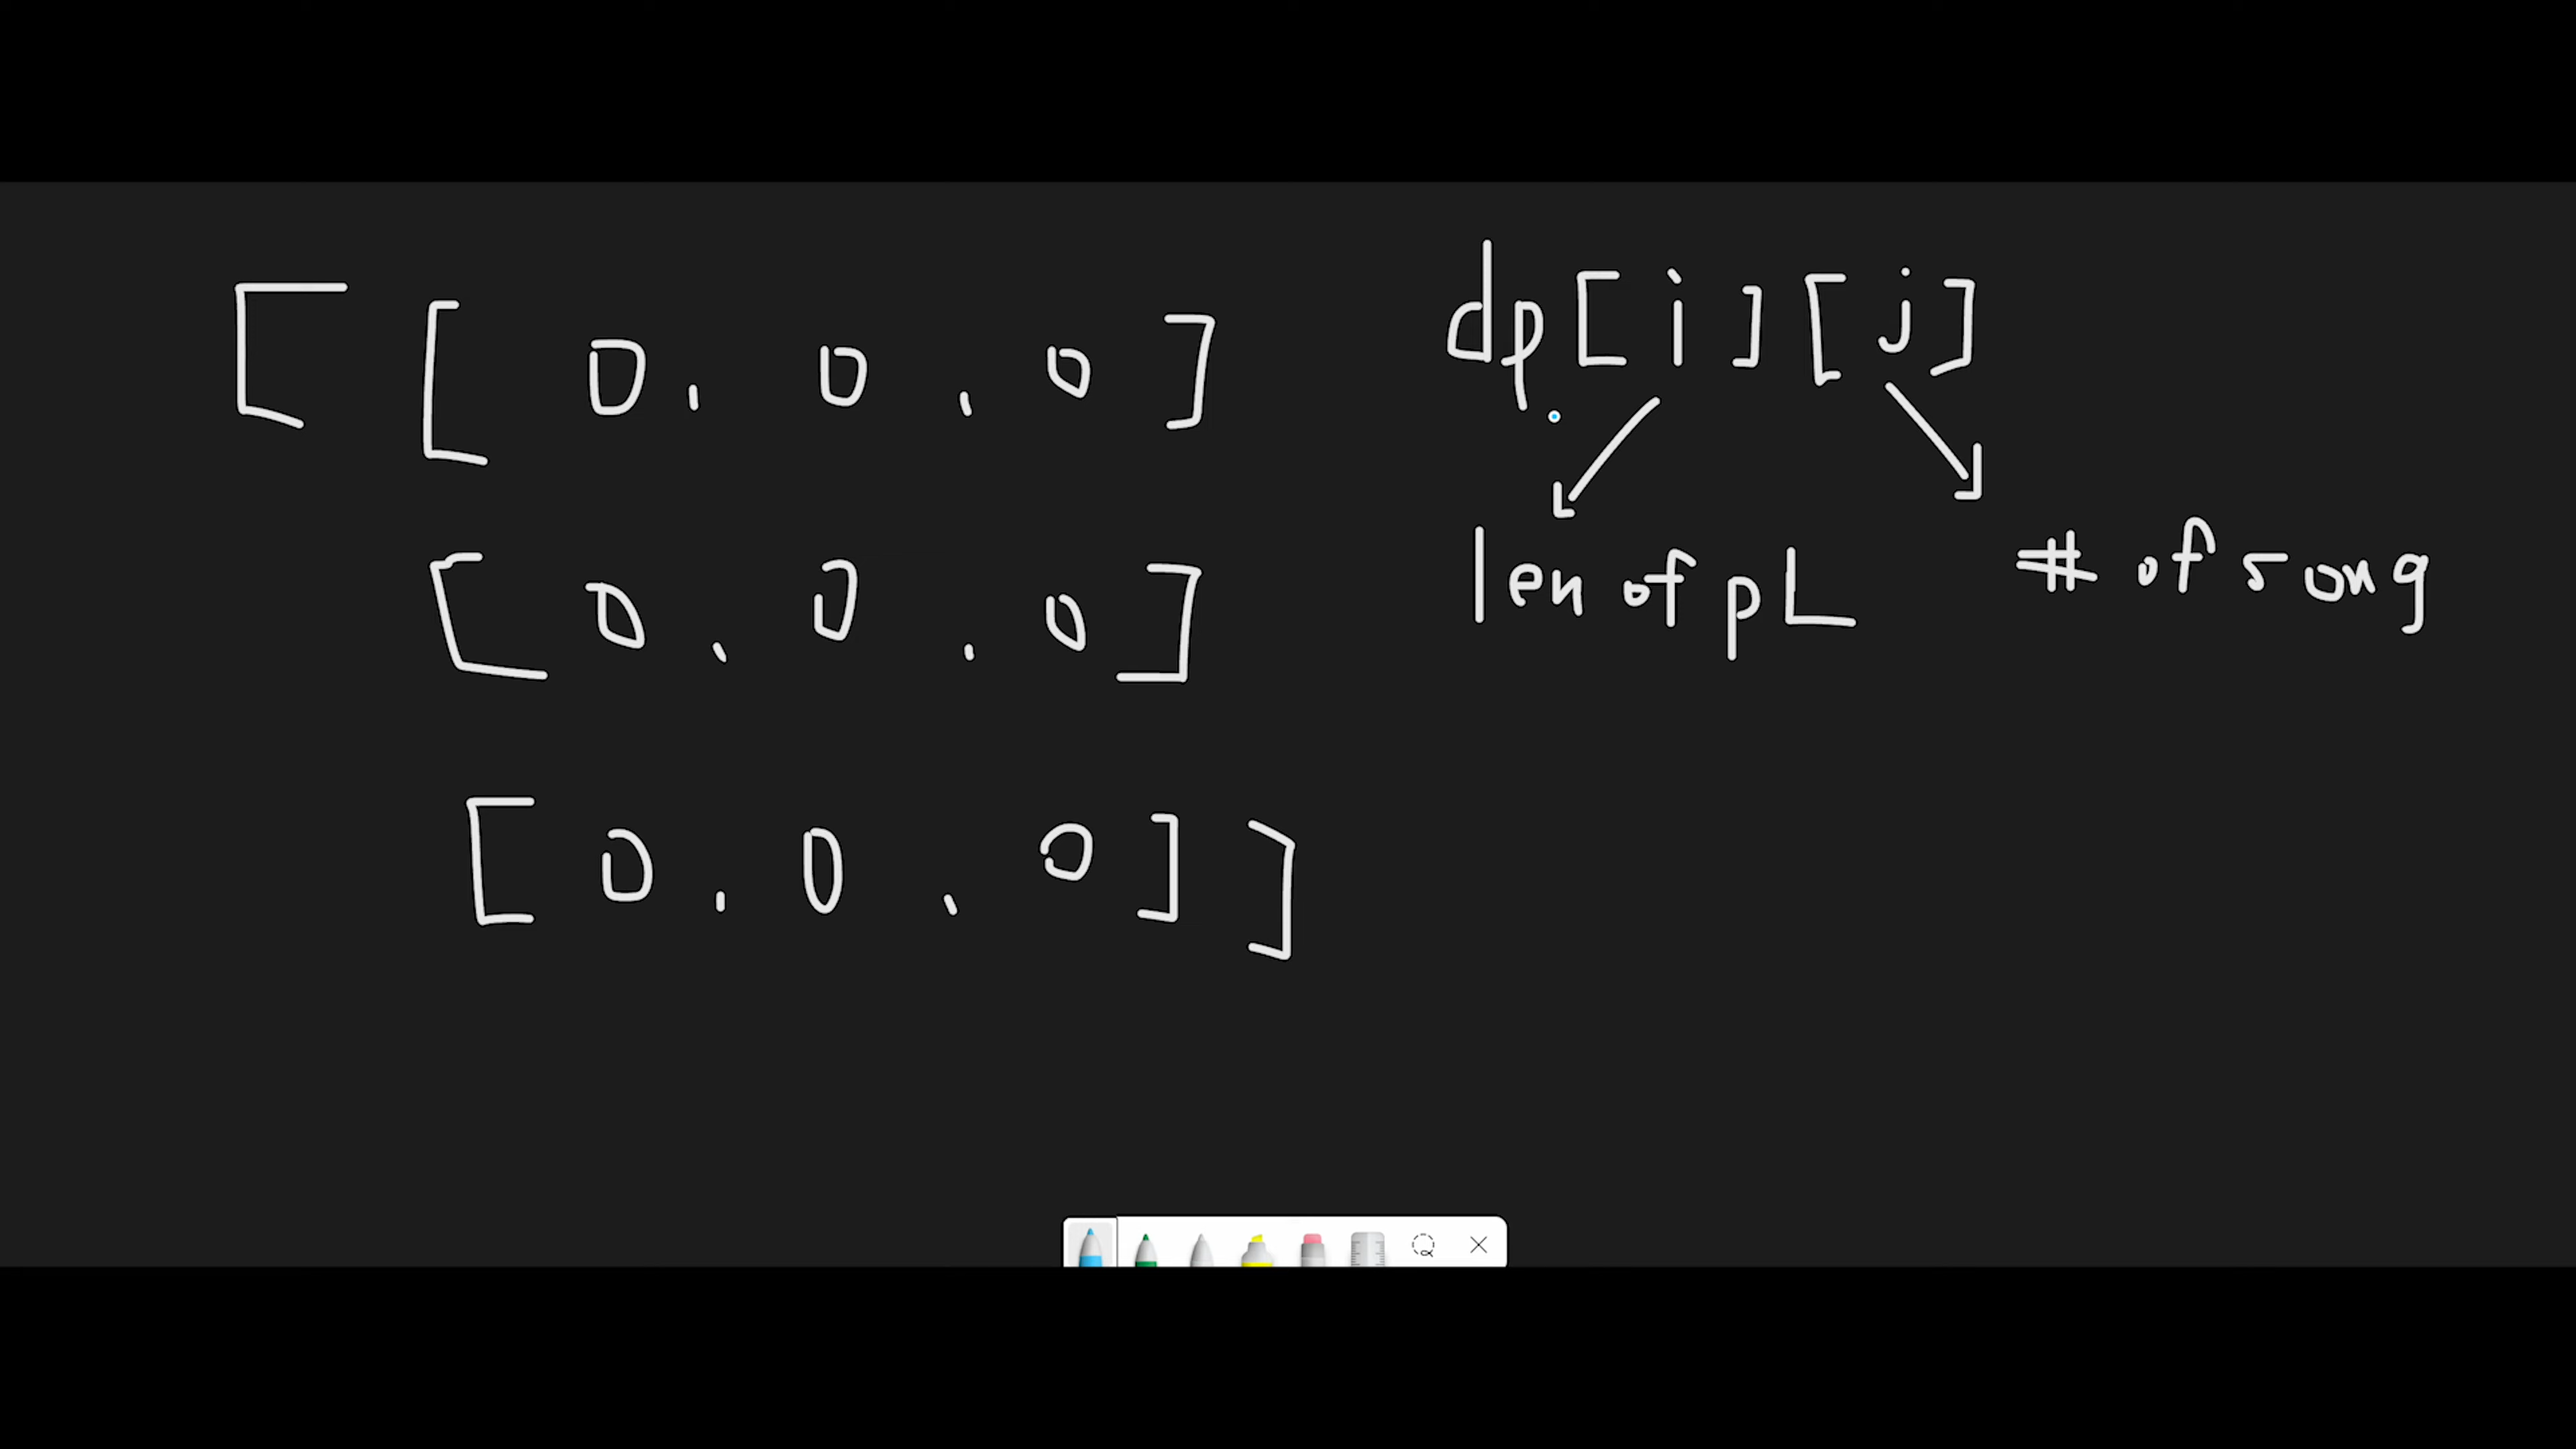 [ [ 0, 0, 0 ]
[ 0, 0, 0 ]
[ 0, 0, 0 ] ]
dp[ i ] [ j ]
len of pL
# of song